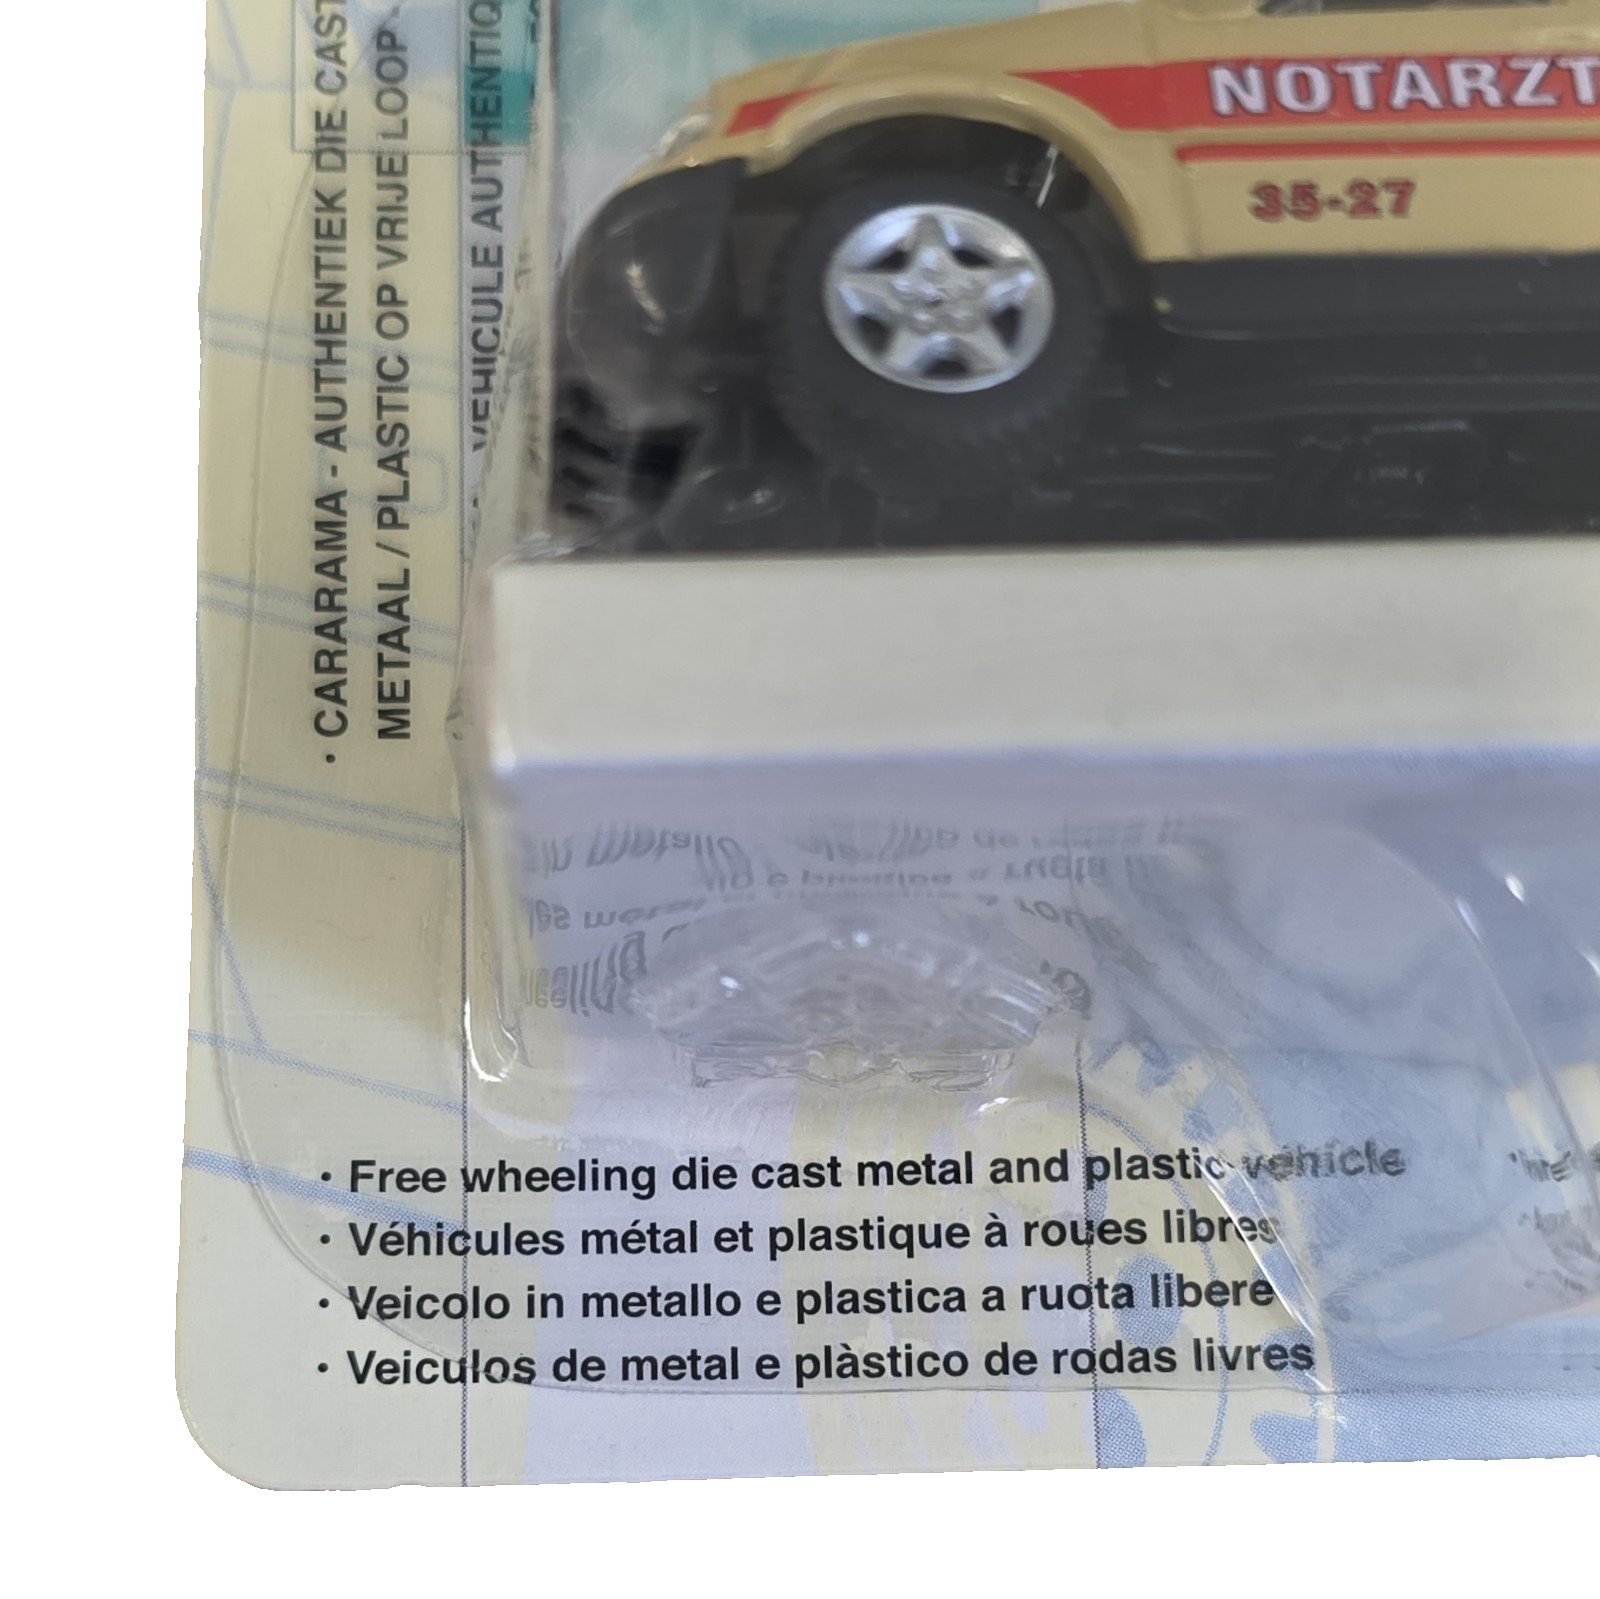 NOTARZT
35-27
· CARARAMA - AUTHENTIEK DIE CAST
METAAL / PLASTIC OP VRIJE LOOP
VEHICULE
· Free wheeling die cast metal and plastic vehicle
· Véhicules métal et plastique à roues libres
· Veicolo in metallo e plastica a ruota libere
· Veiculos de metal e plàstico de rodas livres